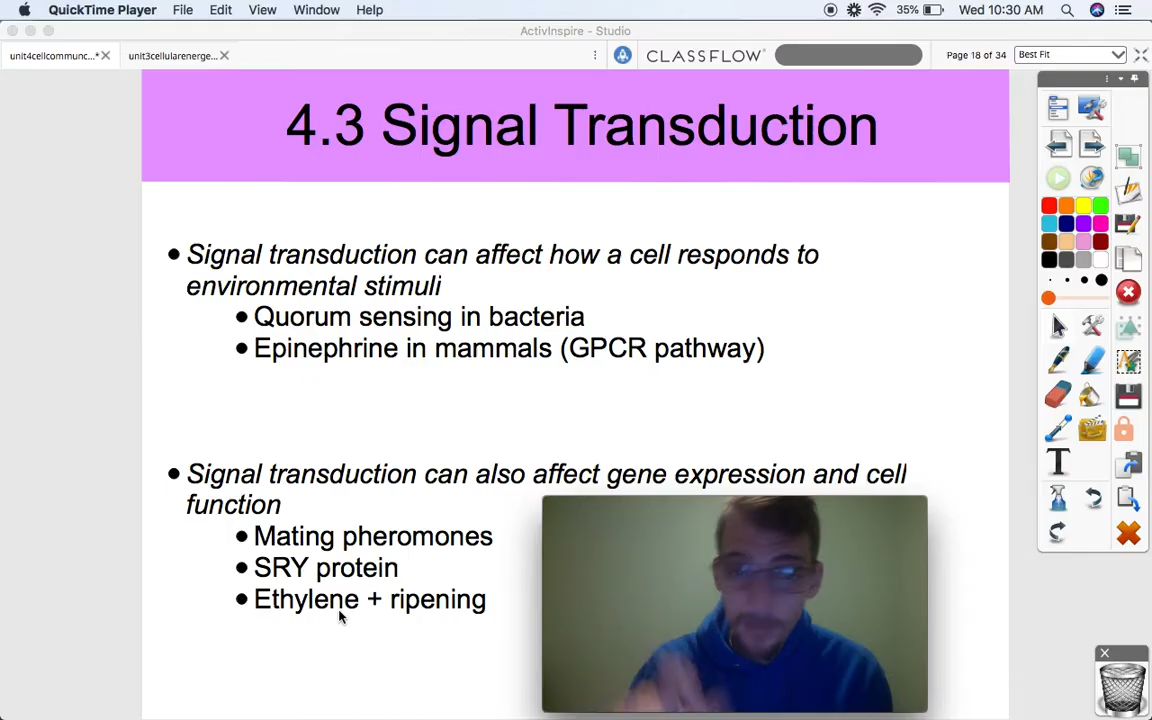 QuickTime Player File Edit View Window Help 35% Wed 10:30 AM
ActivInspire - Studio
unit4cellcommunc...* unit3cellularenerge... CLASSFLOW Page 18 of 34 Best Fit
4.3 Signal Transduction
• Signal transduction can affect how a cell responds to
environmental stimuli
• Quorum sensing in bacteria
• Epinephrine in mammals (GPCR pathway)
• Signal transduction can also affect gene expression and cell
function
• Mating pheromones
• SRY protein
• Ethylene + ripening
T